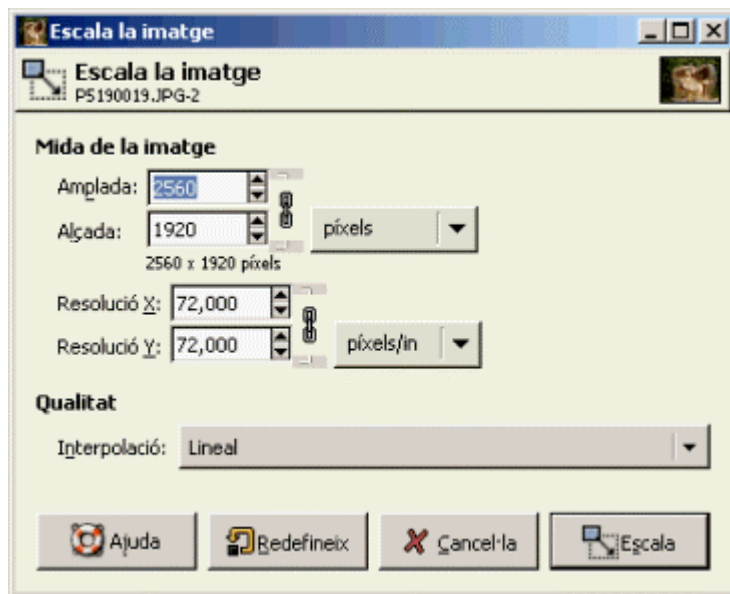 Escala la imatge
Escala la imatge
P5190019.JPG-2
Mida de la imatge
Amplada: 2560
Alçada: 1920 píxels
2560 x 1920 píxels
Resolució X: 72,000
Resolució Y: 72,000 píxels/in
Qualitat
Interpolació: Lineal
Ajuda Redefineix Cancel·la Escala